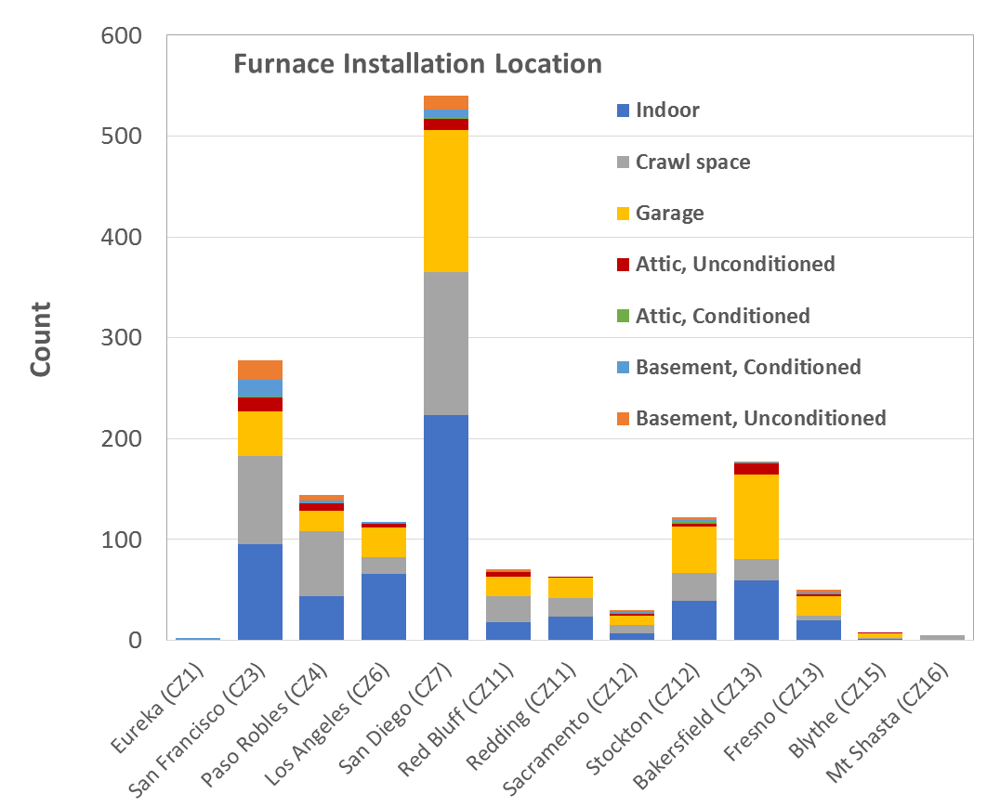 Furnace Installation Location
600
500
400
300
200
100
0
Count
Indoor
Crawl space
Garage
Attic, Unconditioned
Attic, Conditioned
Basement, Conditioned
Basement, Unconditioned
Eureka (CZ1)
San Francisco (CZ3)
Paso Robles (CZ4)
Los Angeles (CZ6)
San Diego (CZ7)
Red Bluff (CZ11)
Redding (CZ11)
Sacramento (CZ12)
Stockton (CZ12)
Bakersfield (CZ13)
Fresno (CZ13)
Blythe (CZ15)
Mt Shasta (CZ16)